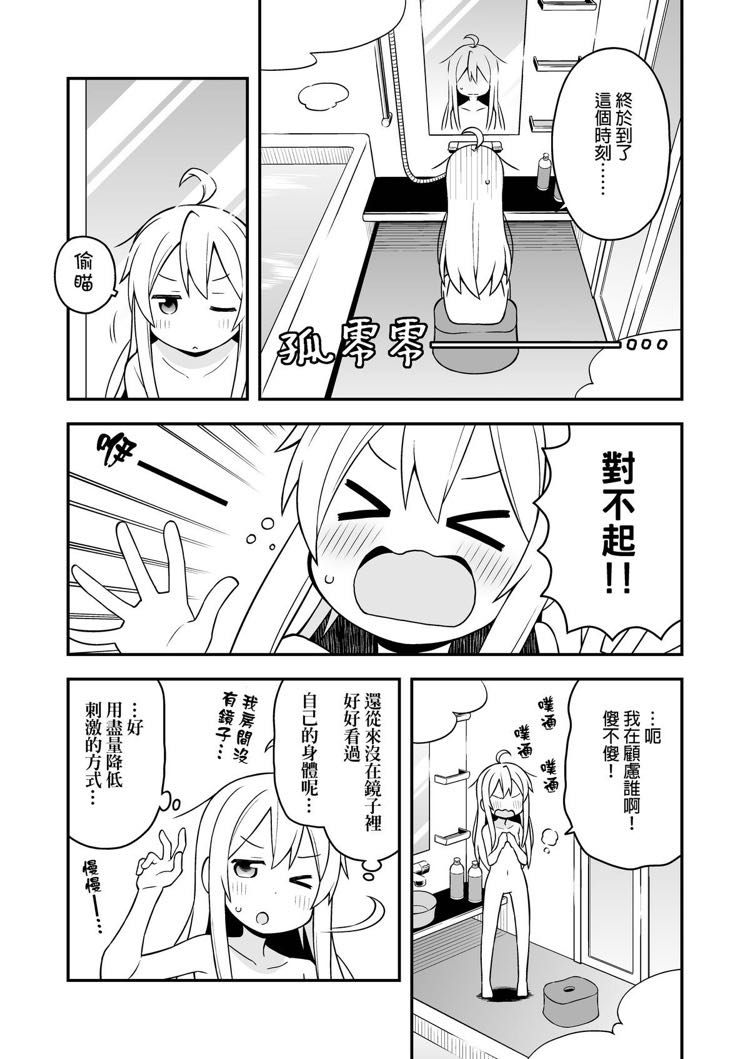 終於到了
這個時刻……
孤零零…
偷瞄
對不起!!
咿——
…呃
我在顧慮誰啊!
傻不傻!
噗通
噗通
噗通
噗通
還從來沒在鏡子裡
好好看過
自己的身體呢…
我房間沒
有鏡子…
…好
用盡量降低
刺激的方式…
慢慢—…